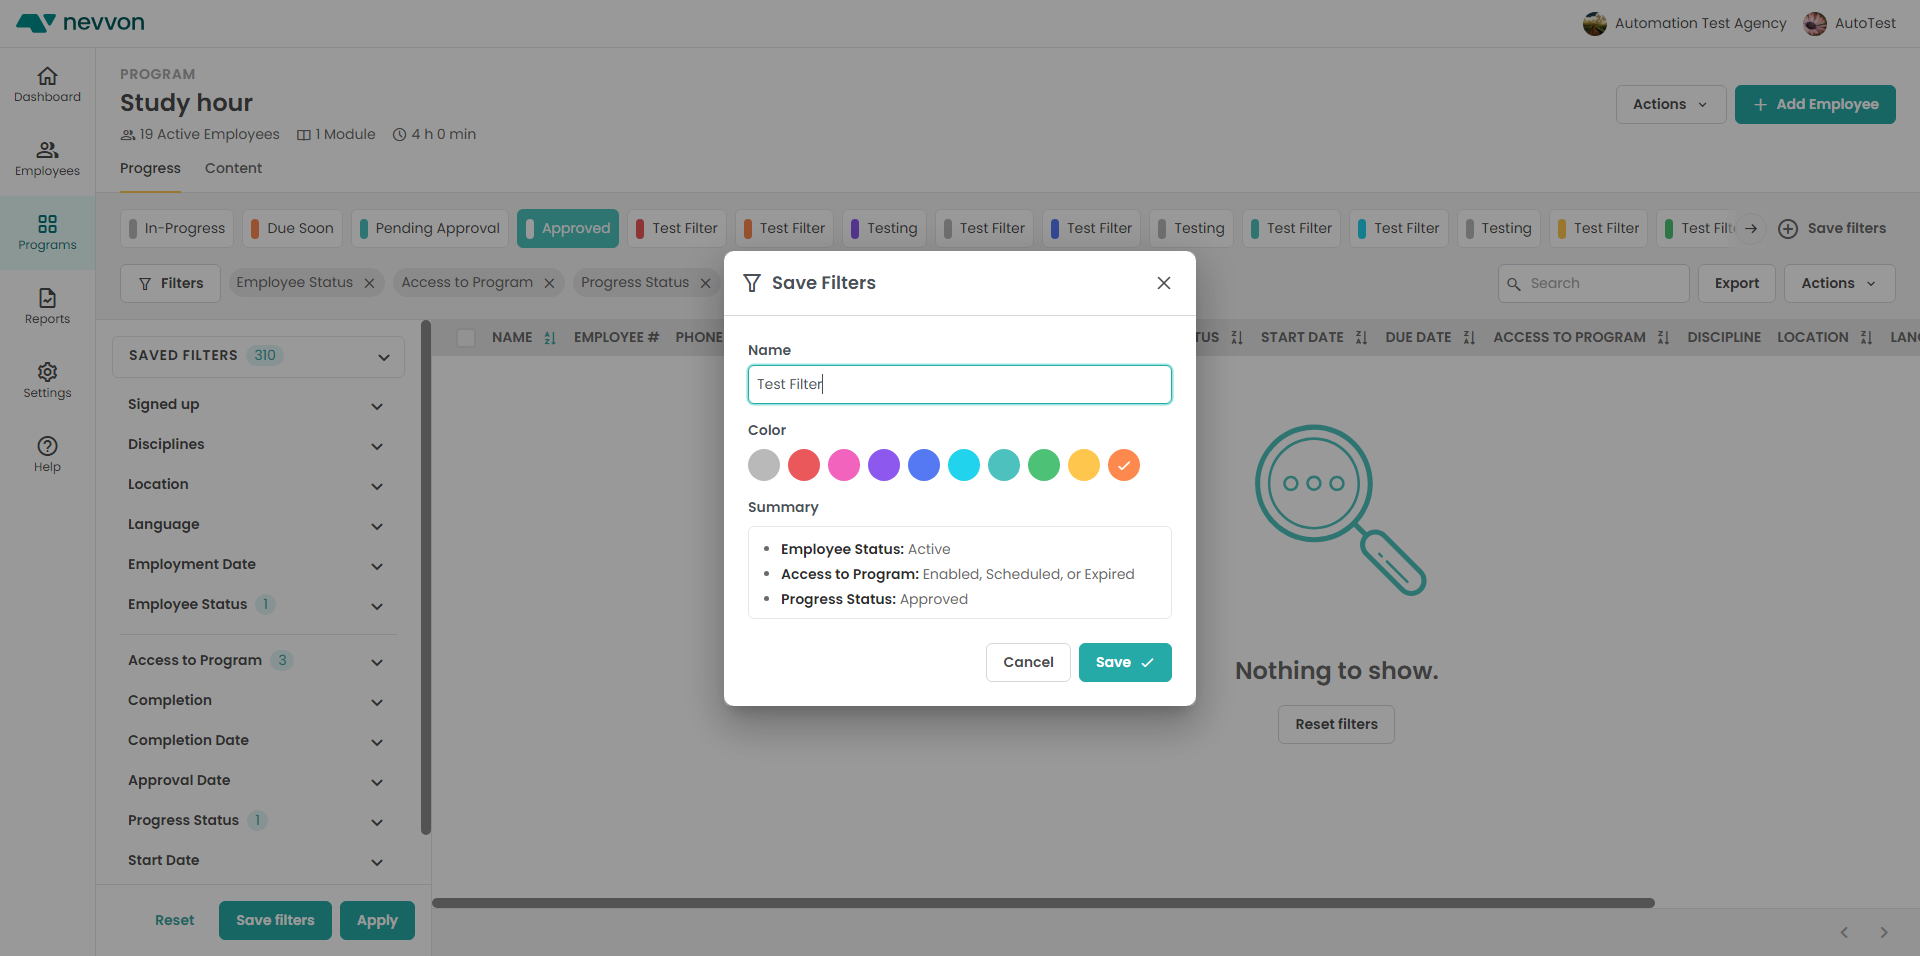 nevvon
Automation Test Agency
AutoTest
Dashboard
Employees
Programs
Reports
Settings
Help
PROGRAM
Study hour
19 Active Employees
1 Module
4 h 0 min
Actions
Add Employee
Progress
Content
In-Progress
Due Soon
Pending Approval
Approved
Test Filter
Test Filter
Testing
Test Filter
Test Filter
Testing
Test Filter
Test Filter
Testing
Test Filter
Test Filt
Save filters
Filters
Employee Status
Access to Program
Progress Status
Search
Export
Actions
SAVED FILTERS 310
Signed up
Disciplines
Location
Language
Employment Date
Employee Status 1
Access to Program 3
Completion
Completion Date
Approval Date
Progress Status 1
Start Date
Reset
Save filters
Apply
NAME
EMPLOYEE #
PHONE
TUS
START DATE
DUE DATE
ACCESS TO PROGRAM
DISCIPLINE
LOCATION
LANG
Save Filters
Name
Test Filter
Color
Summary
• Employee Status: Active
• Access to Program: Enabled, Scheduled, or Expired
• Progress Status: Approved
Cancel
Save
Nothing to show.
Reset filters